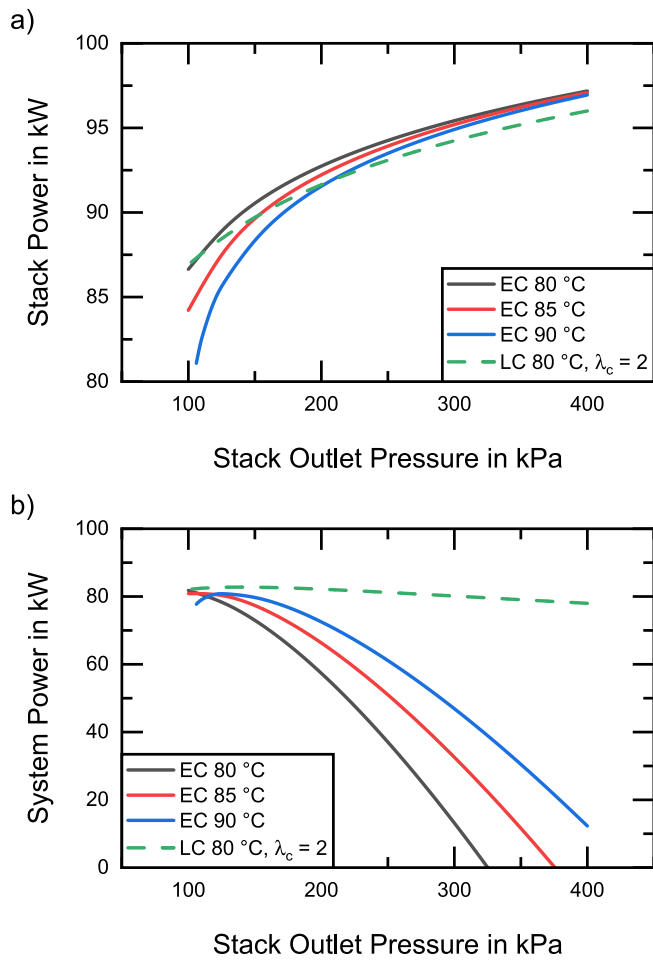 a)
100
95
90
85
80
Stack Power in kW
EC 80 °C
EC 85 °C
EC 90 °C
LC 80 °C, λc = 2
100 200 300 400
Stack Outlet Pressure in kPa
b)
100
80
60
40
20
0
System Power in kW
EC 80 °C
EC 85 °C
EC 90 °C
LC 80 °C, λc = 2
100 200 300 400
Stack Outlet Pressure in kPa